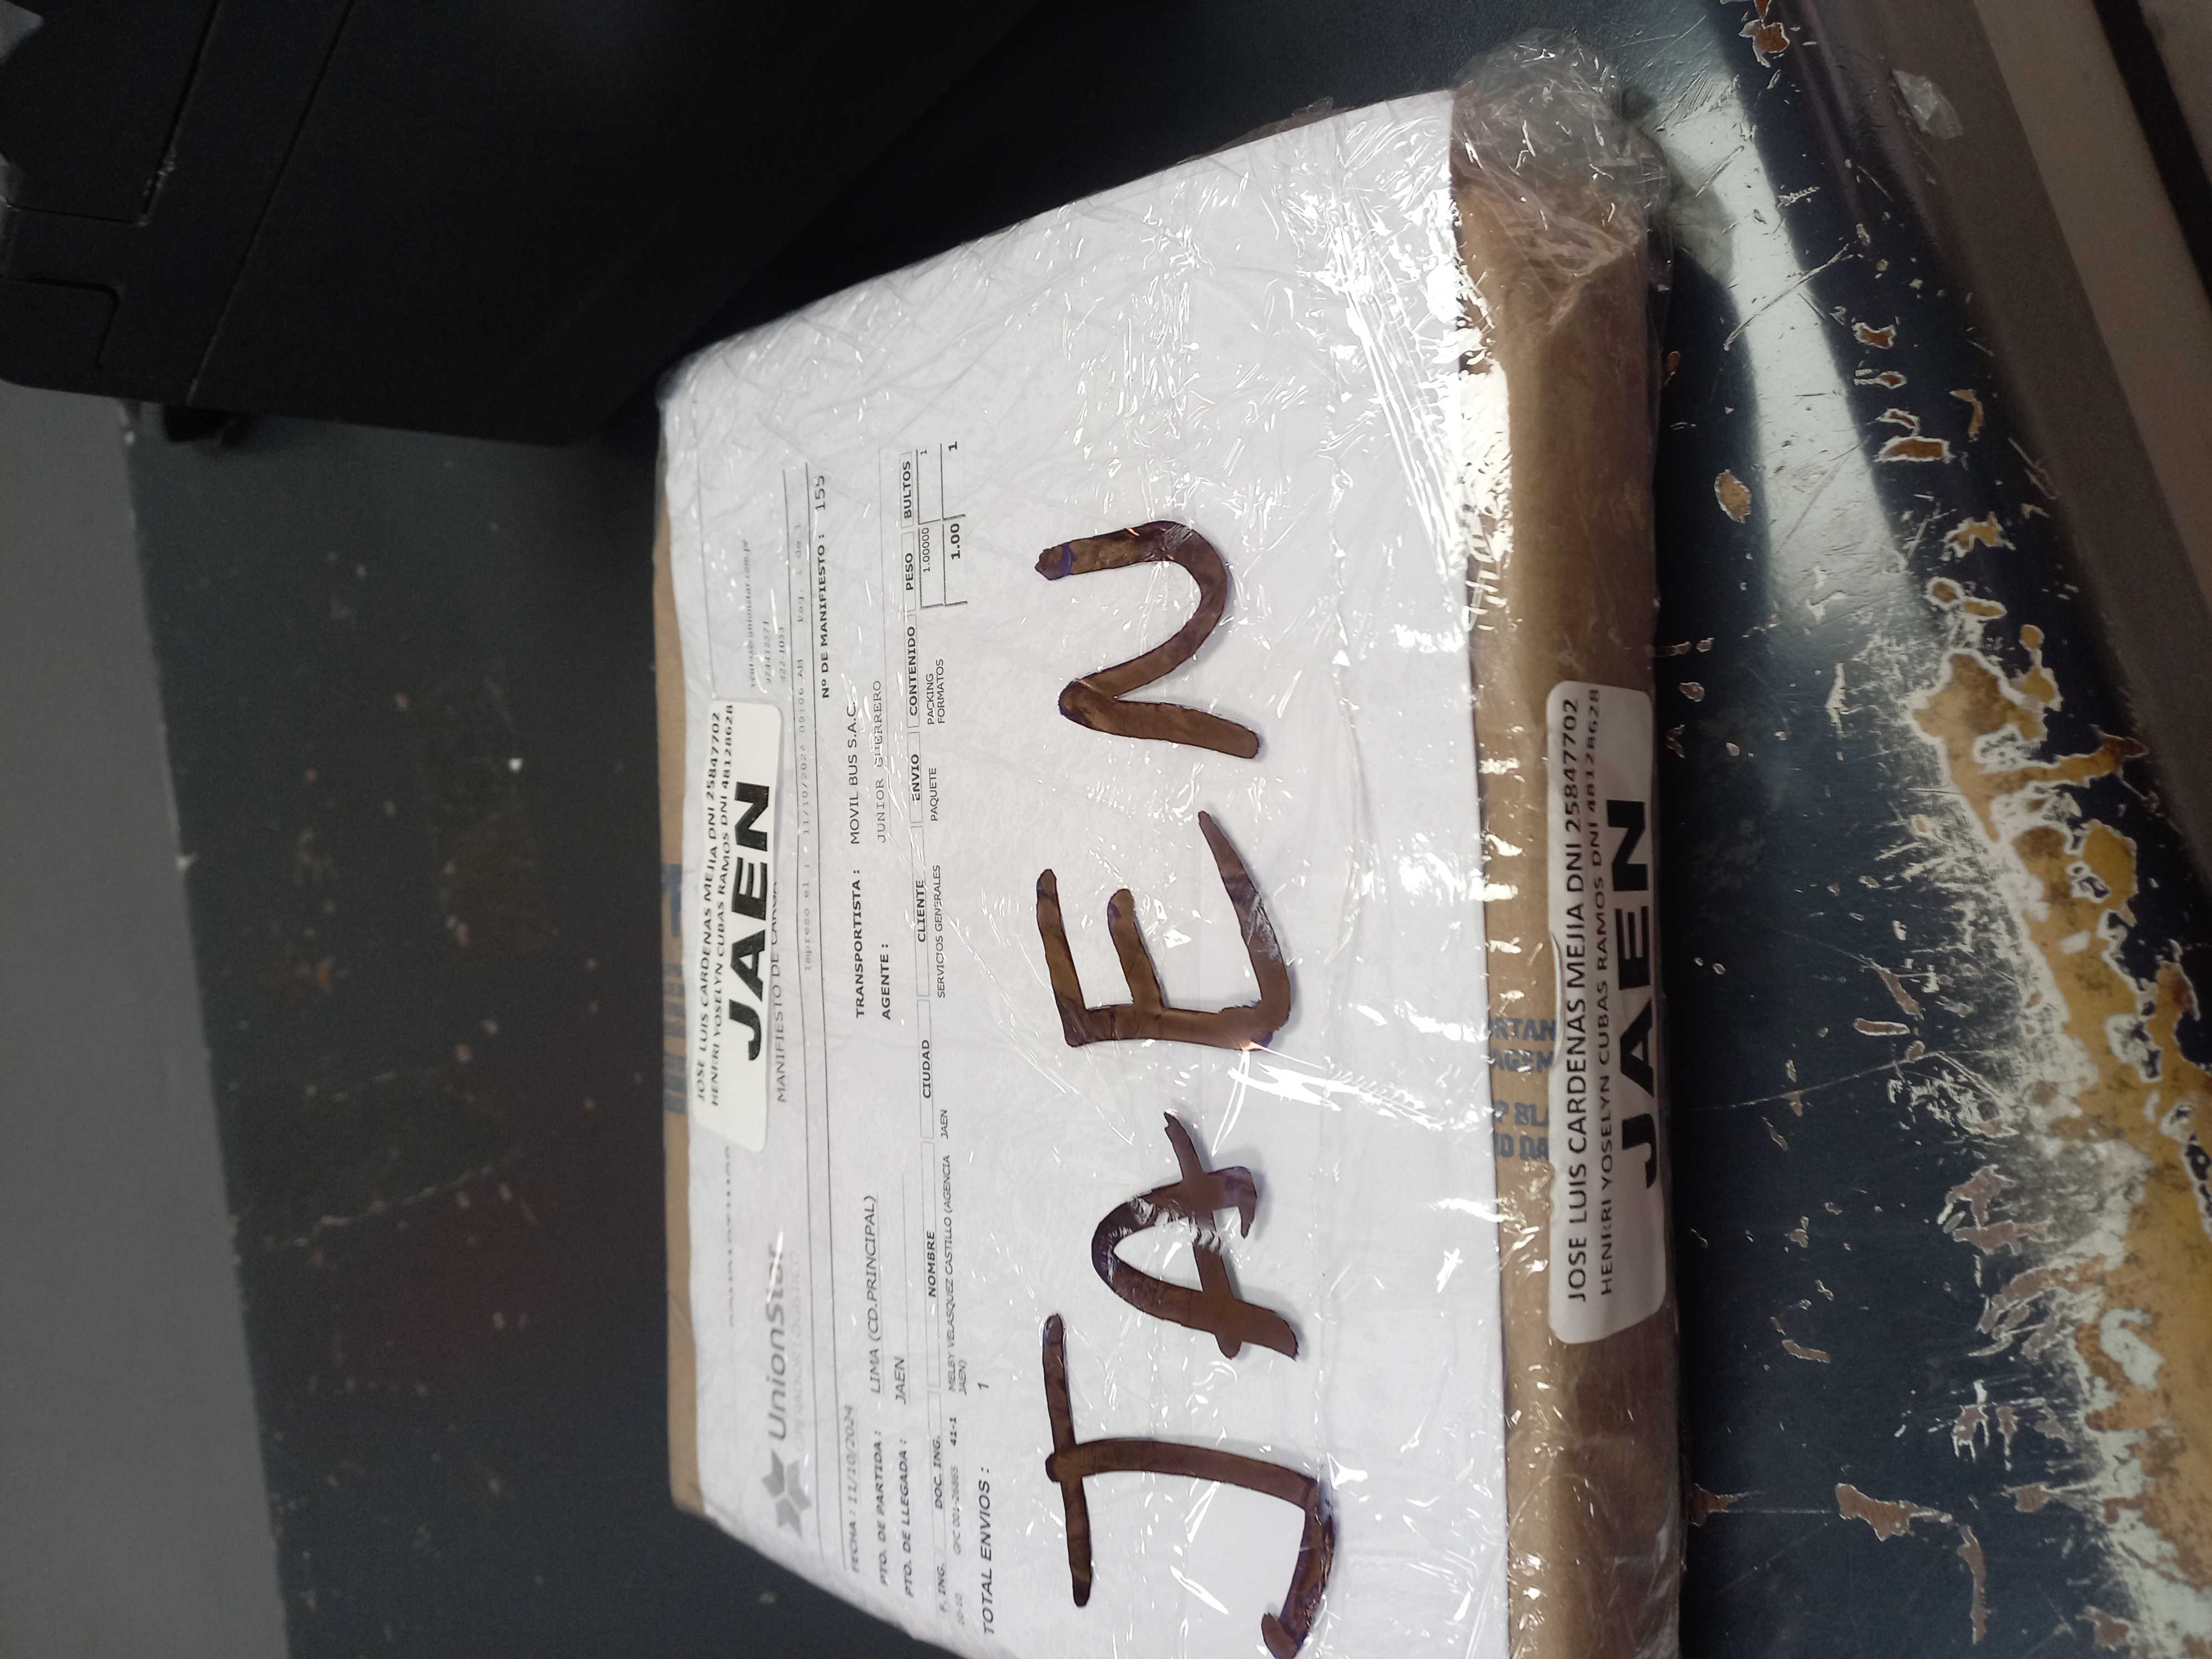 JOSE LUIS CARDENAS MEJIA DNI 25847702
HENRRI YOSELYN CUBAS RAMOS DNI 48128628
JAEN
UnionStar
MANIFIESTO DE CARGA
Impreso el : 11/10/2024 09:06 AM Pag. 1 de 1
Nº DE MANIFIESTO : 155
FECHA : 11/10/2024
PTO. DE PARTIDA : LIMA (CD.PRINCIPAL)
TRANSPORTISTA : MOVIL BUS S.A.C.
PTO. DE LLEGADA : JAEN
AGENTE : JUNIOR GUERRERO
F. ING. DOC. ING. NOMBRE CIUDAD CLIENTE ENVIO CONTENIDO PESO BULTOS
10-10 41-1 MELBY VELASQUEZ CASTILLO (AGENCIA JAEN) JAEN SERVICIOS GENERALES PAQUETE PACKING FORMATOS 1.00000 1
TOTAL ENVIOS : 1 1.00 1
JAEN
JOSE LUIS CARDENAS MEJIA DNI 25847702
HENRRI YOSELYN CUBAS RAMOS DNI 48128628
JAEN